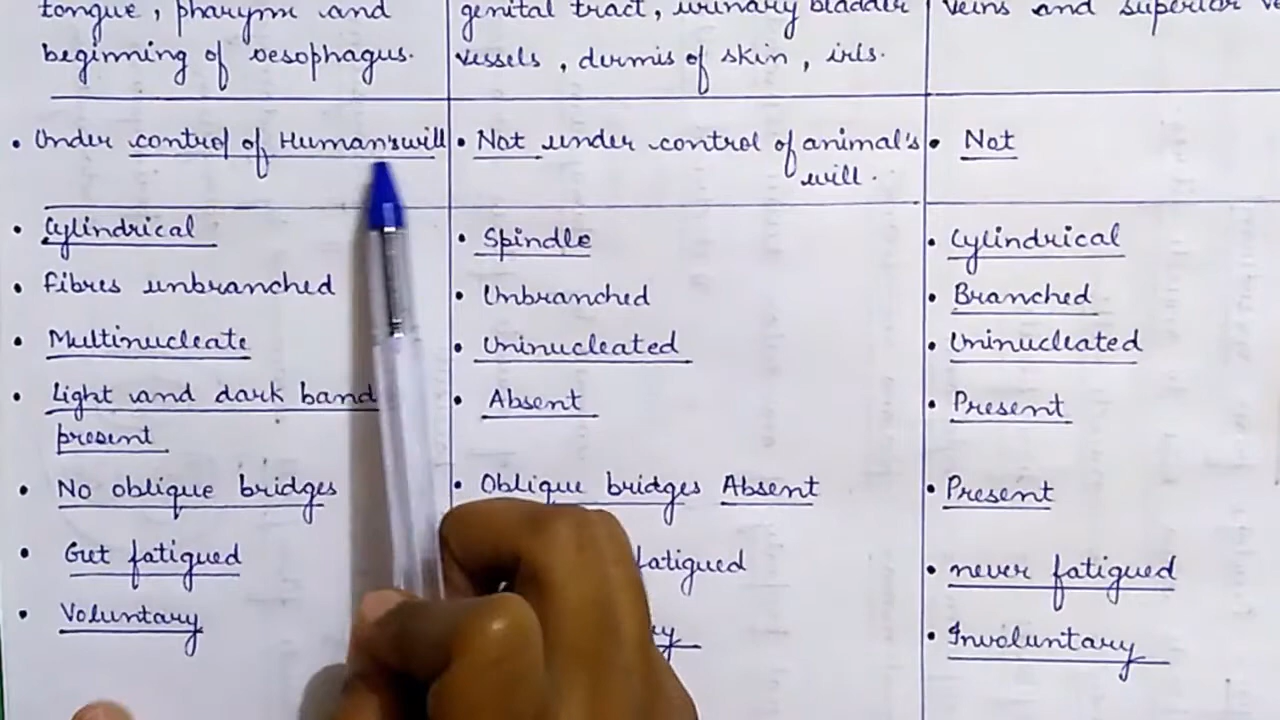 tongue, pharynx and
beginning of oesophagus.
genital tract, urinary bladder
vessels, dermis of skin, iris.
veins and superior
• Under control of Human's will
• Not under control of animal's
will.
• Not
• Cylindrical
• Spindle
• Cylindrical
• fibres unbranched
• Unbranched
• Branched
• Multinucleate
• Uninucleated
• Uninucleated
• Light and dark band
present
• Absent
• Present
• No oblique bridges
• Oblique bridges Absent
• Present
• Get fatigued
fatigued
• never fatigued
• Voluntary
• Involuntary